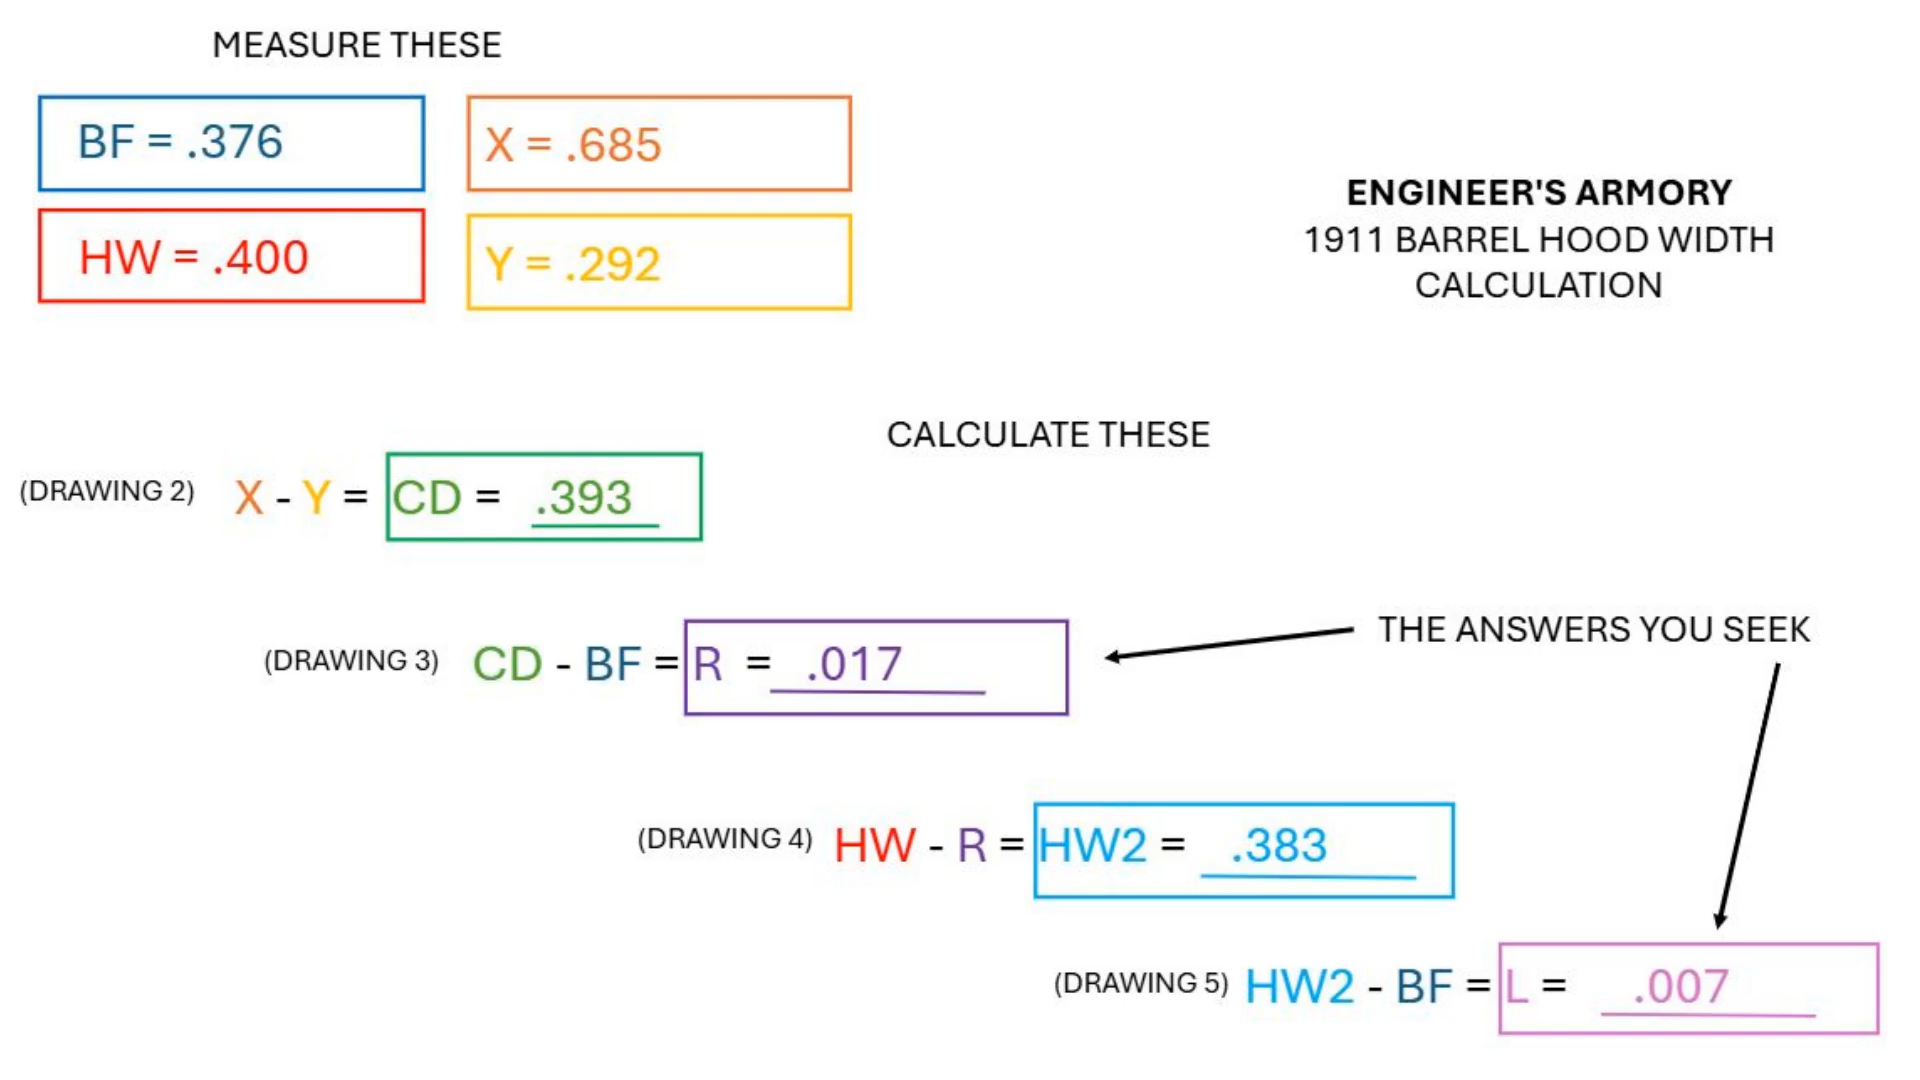 MEASURE THESE
BF = .376
X = .685
HW = .400
Y = .292
ENGINEER'S ARMORY
1911 BARREL HOOD WIDTH
CALCULATION
CALCULATE THESE
(DRAWING 2) X - Y = CD = .393
(DRAWING 3) CD - BF = R = .017
THE ANSWERS YOU SEEK
(DRAWING 4) HW - R = HW2 = .383
(DRAWING 5) HW2 - BF = L = .007